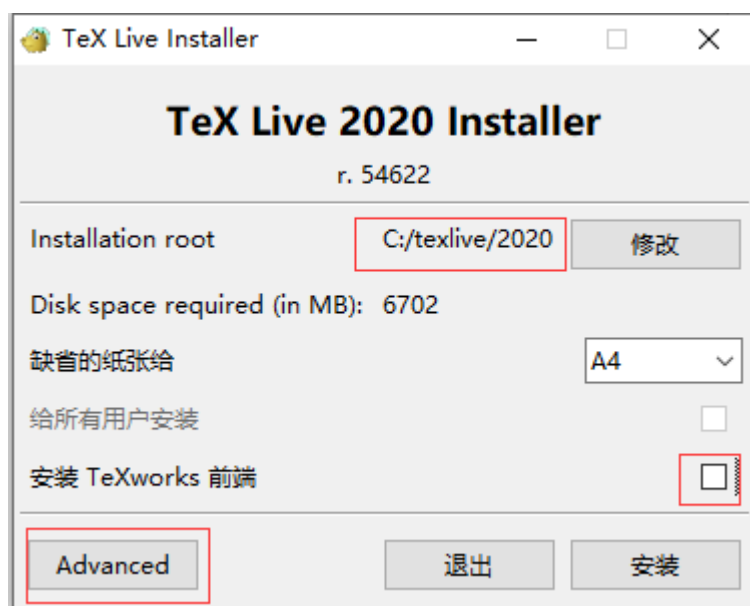 TeX Live Installer
TeX Live 2020 Installer
r. 54622
Installation root C:/texlive/2020 修改
Disk space required (in MB): 6702
缺省的纸张给 A4
给所有用户安装
安装 TeXworks 前端
Advanced 退出 安装